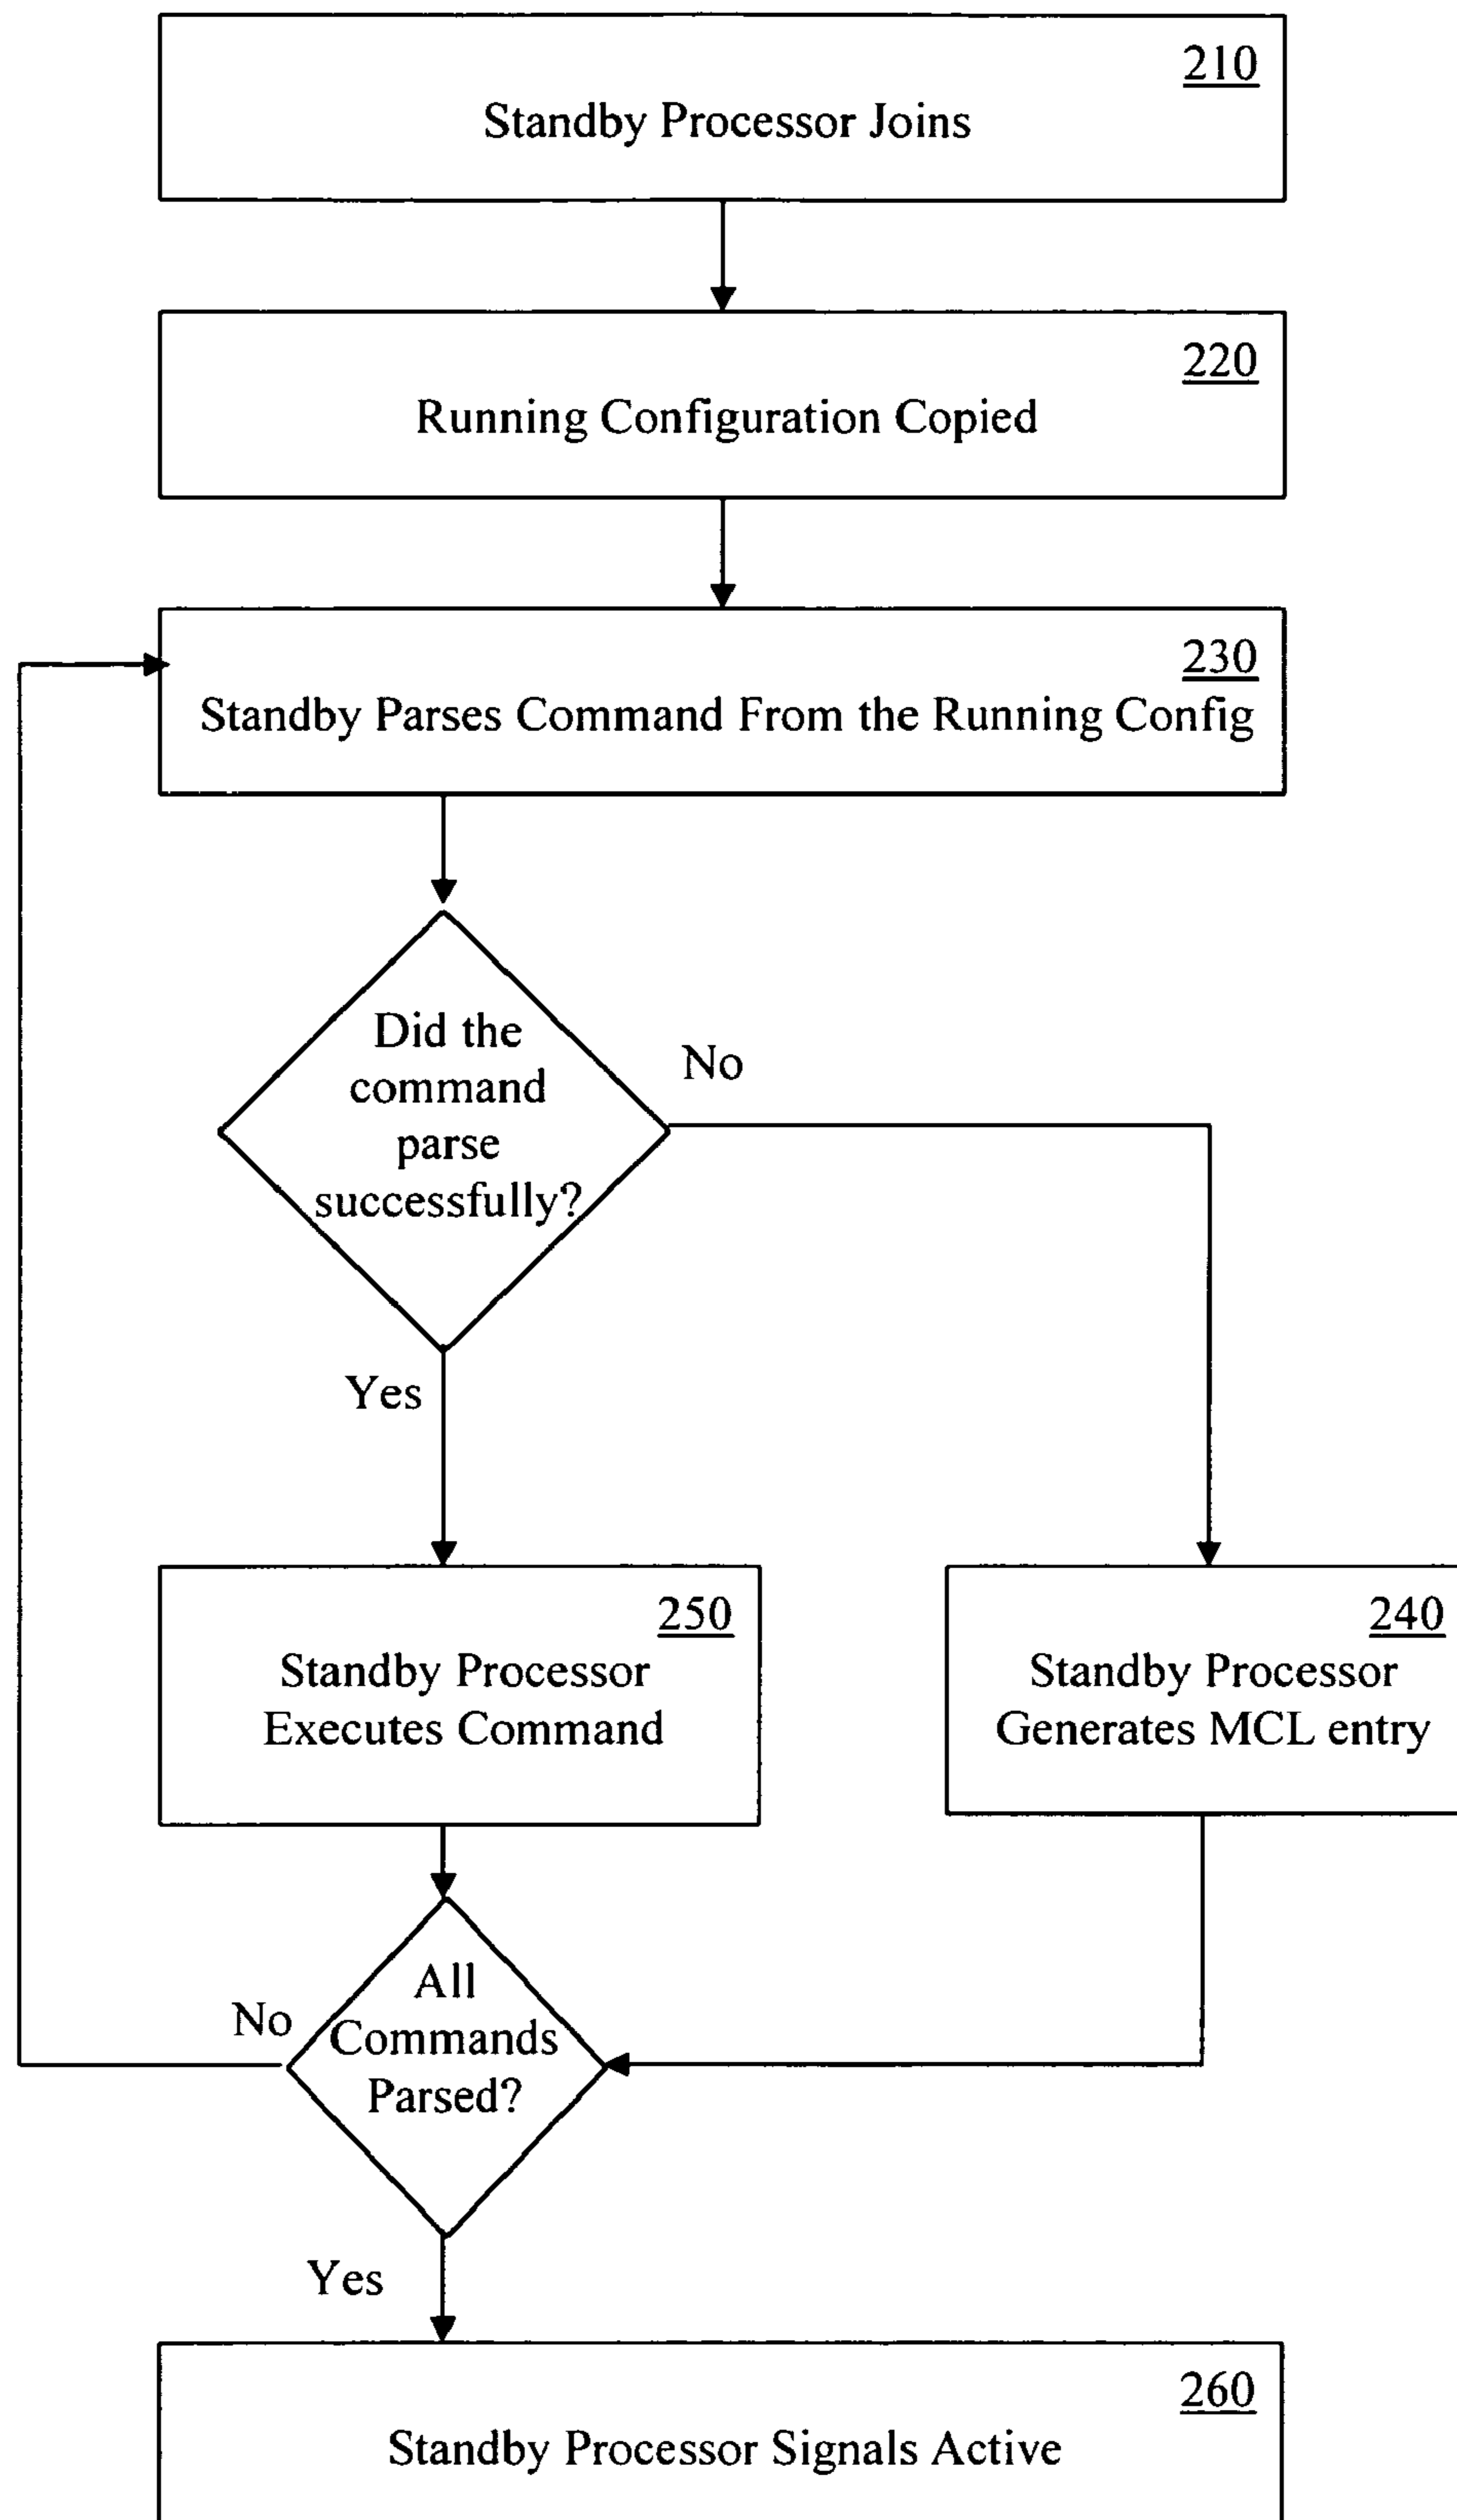 210
Standby Processor Joins
220
Running Configuration Copied
230
Standby Parses Command From the Running Config
Did the
command
parse
successfully?
No
Yes
250
Standby Processor
Executes Command
240
Standby Processor
Generates MCL entry
All
Commands
Parsed?
No
Yes
260
Standby Processor Signals Active